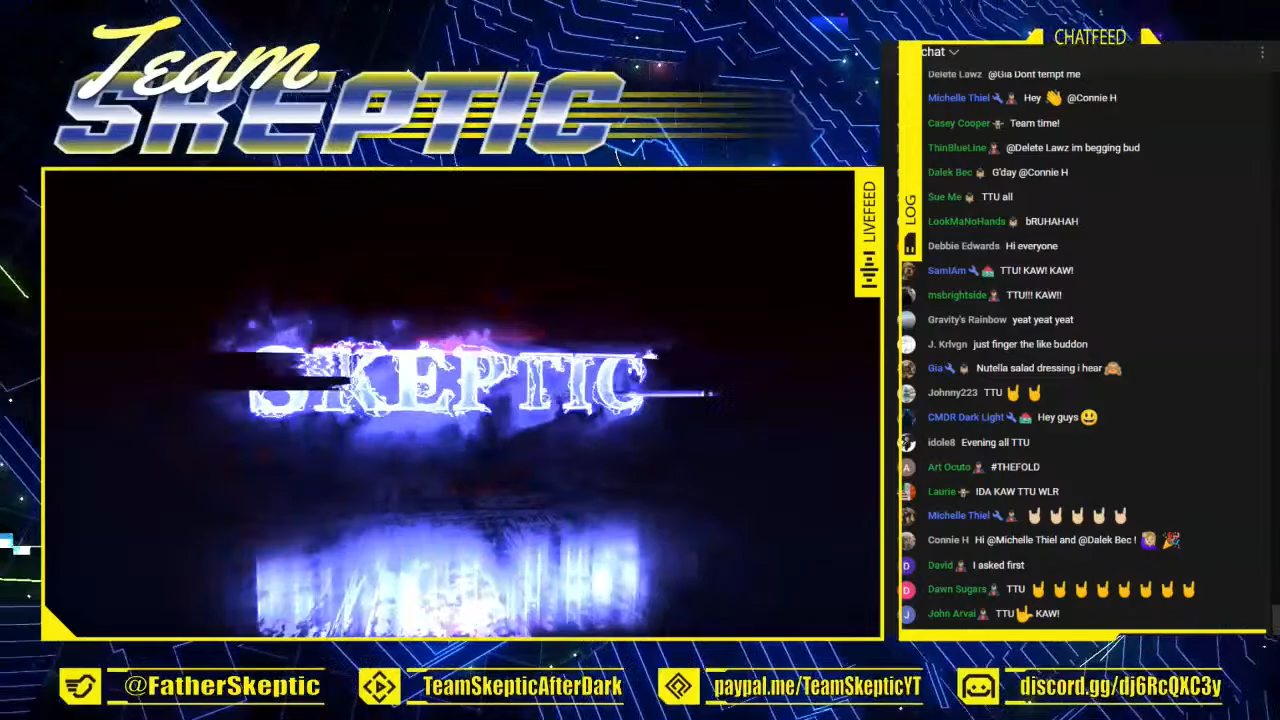 Team
SKEPTIC
CHATFEED
chat
LIVEFEED
LOG
Delete Lawz @Gia Dont tempt me
Michelle Thiel Hey 👋 @Connie H
Casey Cooper Team time!
ThinBlueLine @Delete Lawz im begging bud
Dalek Bec G'day @Connie H
Sue Me TTU all
LookMaNoHands bRUHAHAH
Debbie Edwards Hi everyone
SamIAm TTU! KAW! KAW!
msbrightside TTU!!! KAW!!
Gravity's Rainbow yeat yeat yeat
J. Krlvgn just finger the like buddon
Gia Nutella salad dressing i hear 🙈
Johnny223 TTU 🤘 🤘
CMDR Dark Light Hey guys 😃
idole8 Evening all TTU
A Art Ocuto #THEFOLD
Laurie IDA KAW TTU WLR
Michelle Thiel 🤘🏻 🤘🏻 🤘🏻 🤘🏻 🤘🏻
Connie H Hi @Michelle Thiel and @Dalek Bec ! 🙋🏼‍♀️ 🎉
D David I asked first
D Dawn Sugars TTU 🤘 🤘 🤘 🤘 🤘 🤘 🤘 🤘
J John Arvai TTU KAW!
SKEPTIC
@FatherSkeptic
TeamSkepticAfterDark
paypal.me/TeamSkepticYT
discord.gg/dj6RcQXC3v